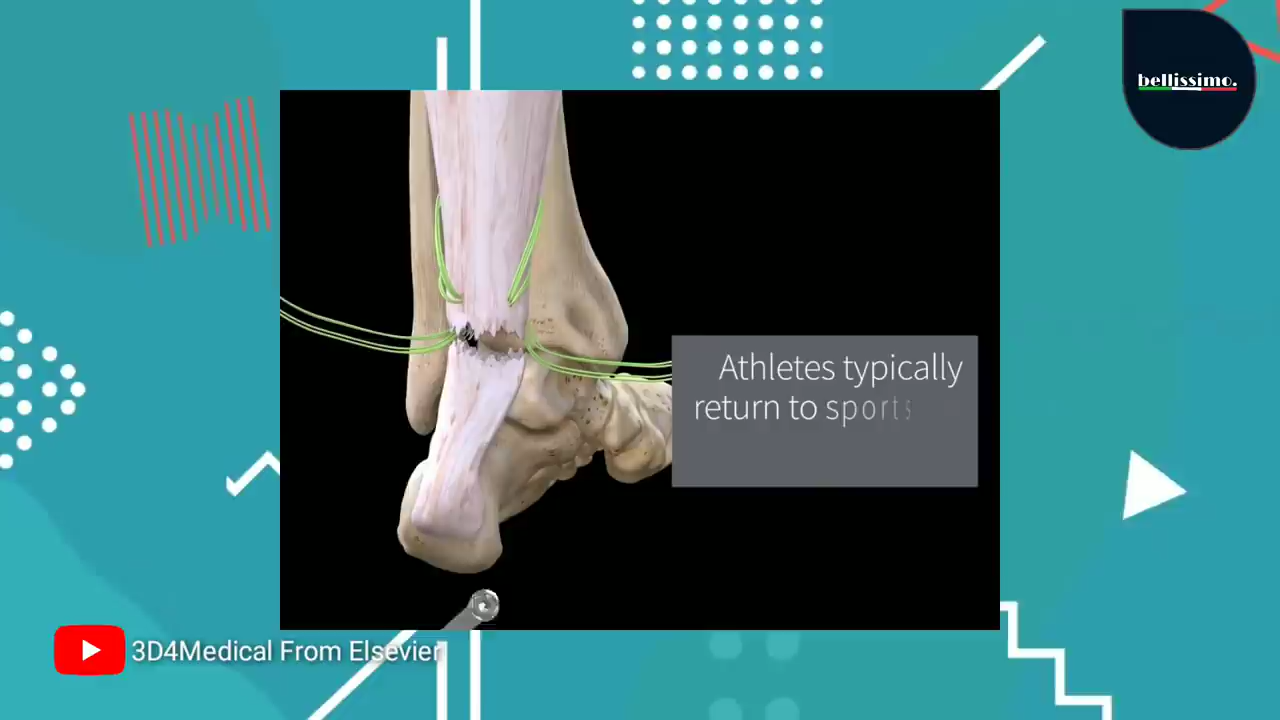 bellissimo.
Athletes typically
return to sports
3D4Medical From Elsevier